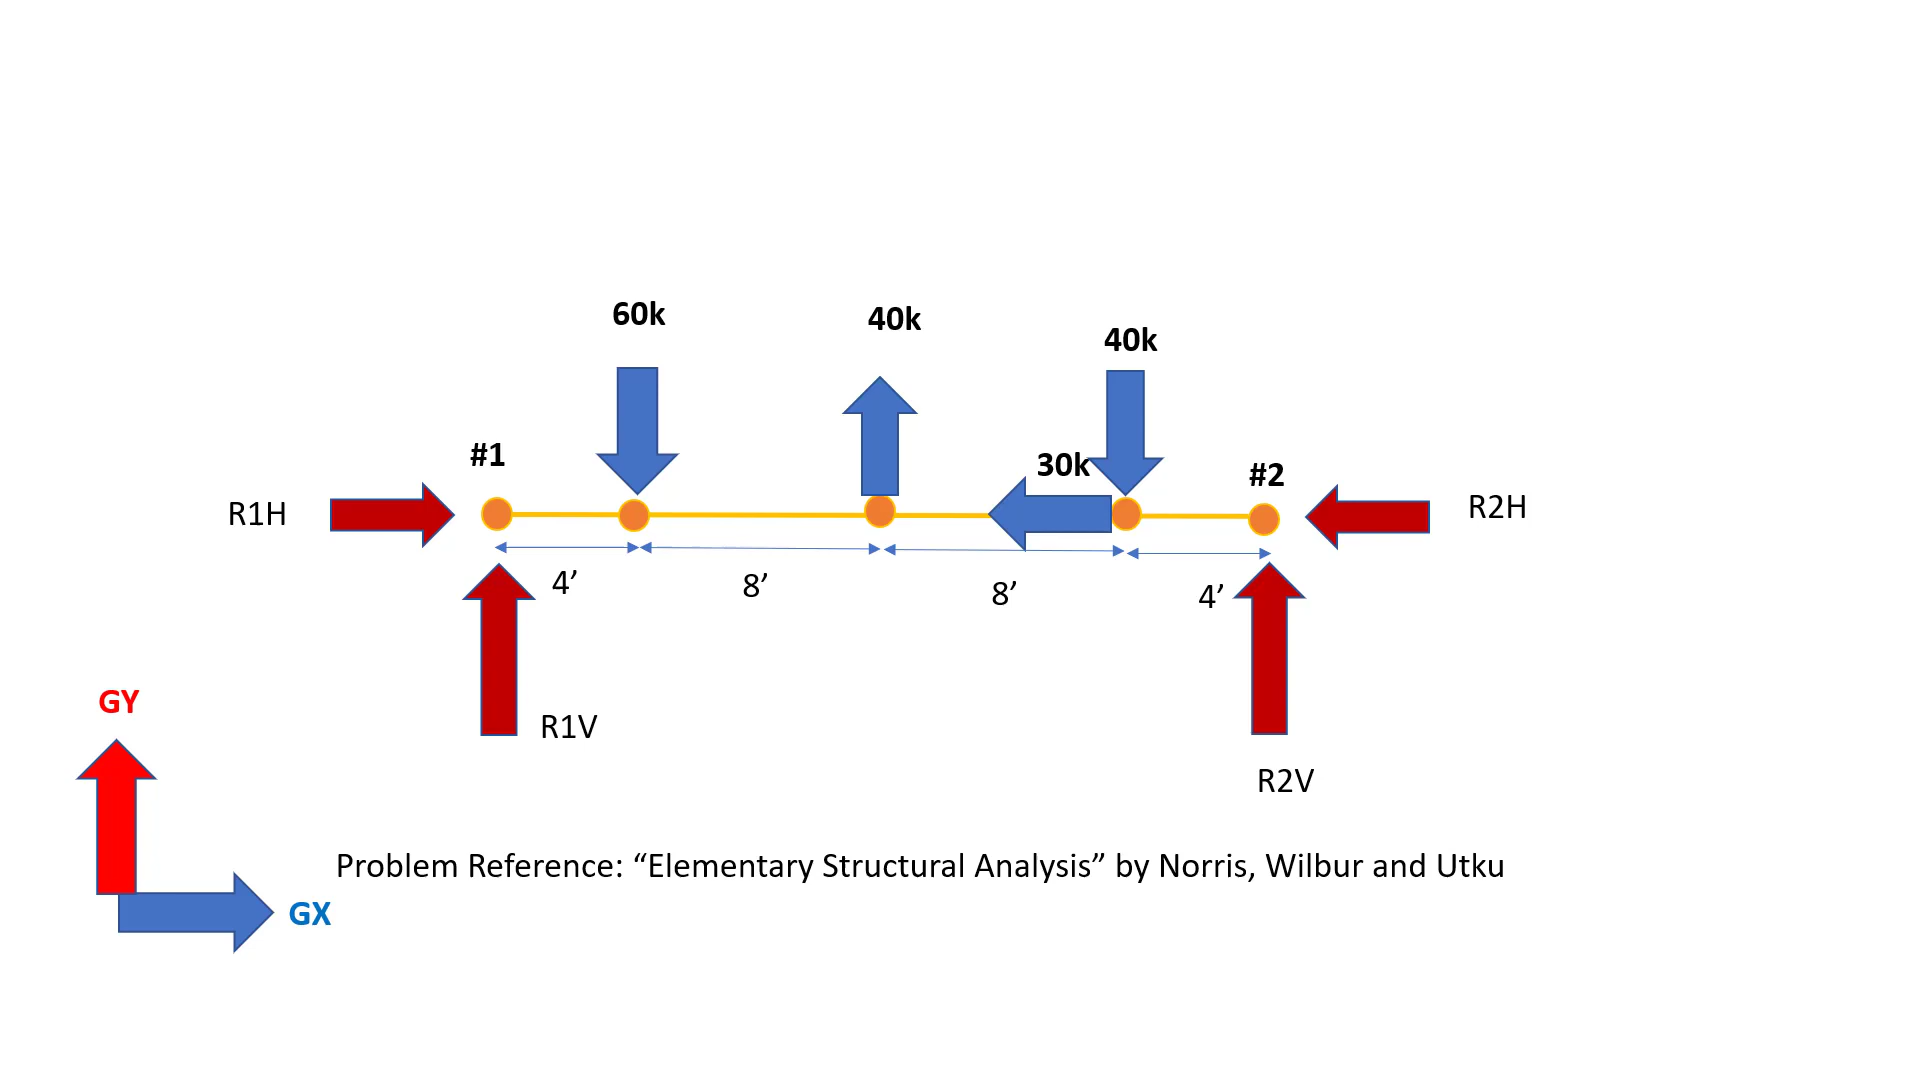 60k
40k
40k
#1
30k
#2
R1H
R2H
4’
8’
8’
4’
GY
R1V
R2V
Problem Reference: “Elementary Structural Analysis” by Norris, Wilbur and Utku
GX